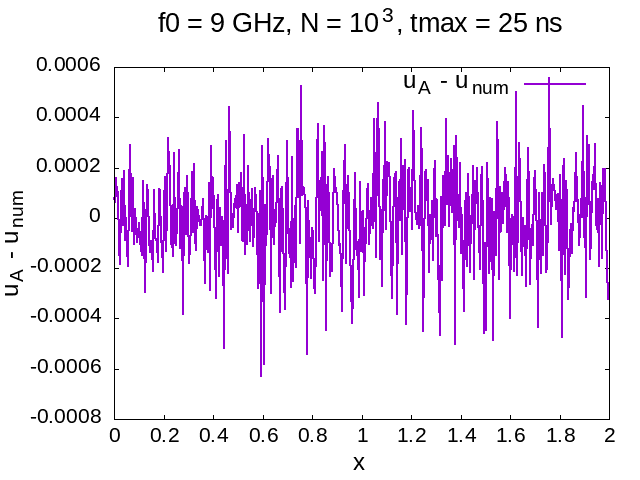 f0 = 9 GHz, N = 10³, tmax = 25 ns
u_A - u_num
0.0006
0.0004
0.0002
0
-0.0002
-0.0004
-0.0006
-0.0008
u_A - u_num
0 0.2 0.4 0.6 0.8 1 1.2 1.4 1.6 1.8 2
x